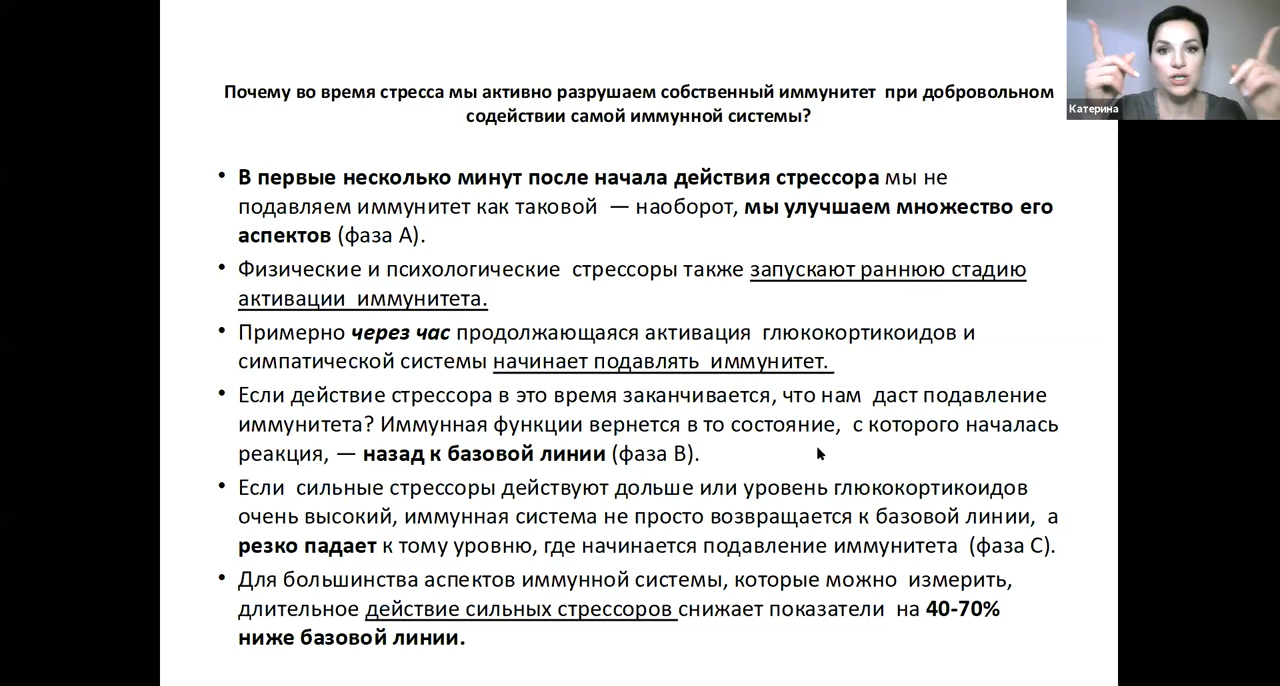 Почему во время стресса мы активно разрушаем собственный иммунитет при добровольном
содействии самой иммунной системы?
Катерина
• В первые несколько минут после начала действия стрессора мы не
подавляем иммунитет как таковой — наоборот, мы улучшаем множество его
аспектов (фаза А).
• Физические и психологические стрессоры также запускают раннюю стадию
активации иммунитета.
• Примерно через час продолжающаяся активация глюкокортикоидов и
симпатической системы начинает подавлять иммунитет.
• Если действие стрессора в это время заканчивается, что нам даст подавление
иммунитета? Иммунная функции вернется в то состояние, с которого началась
реакция, — назад к базовой линии (фаза В).
• Если сильные стрессоры действуют дольше или уровень глюкокортикоидов
очень высокий, иммунная система не просто возвращается к базовой линии, а
резко падает к тому уровню, где начинается подавление иммунитета (фаза С).
• Для большинства аспектов иммунной системы, которые можно измерить,
длительное действие сильных стрессоров снижает показатели на 40-70%
ниже базовой линии.